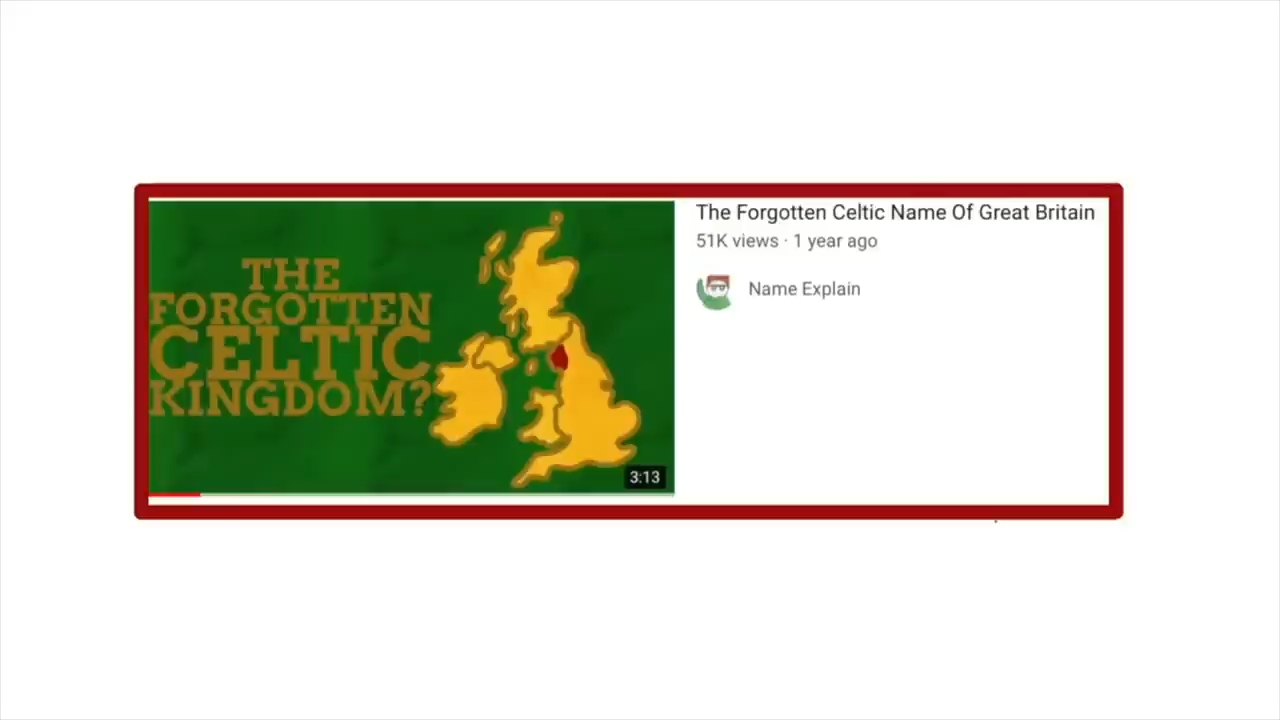 THE
FORGOTTEN
CELTIC
KINGDOM?
3:13
The Forgotten Celtic Name Of Great Britain
51K views · 1 year ago
Name Explain